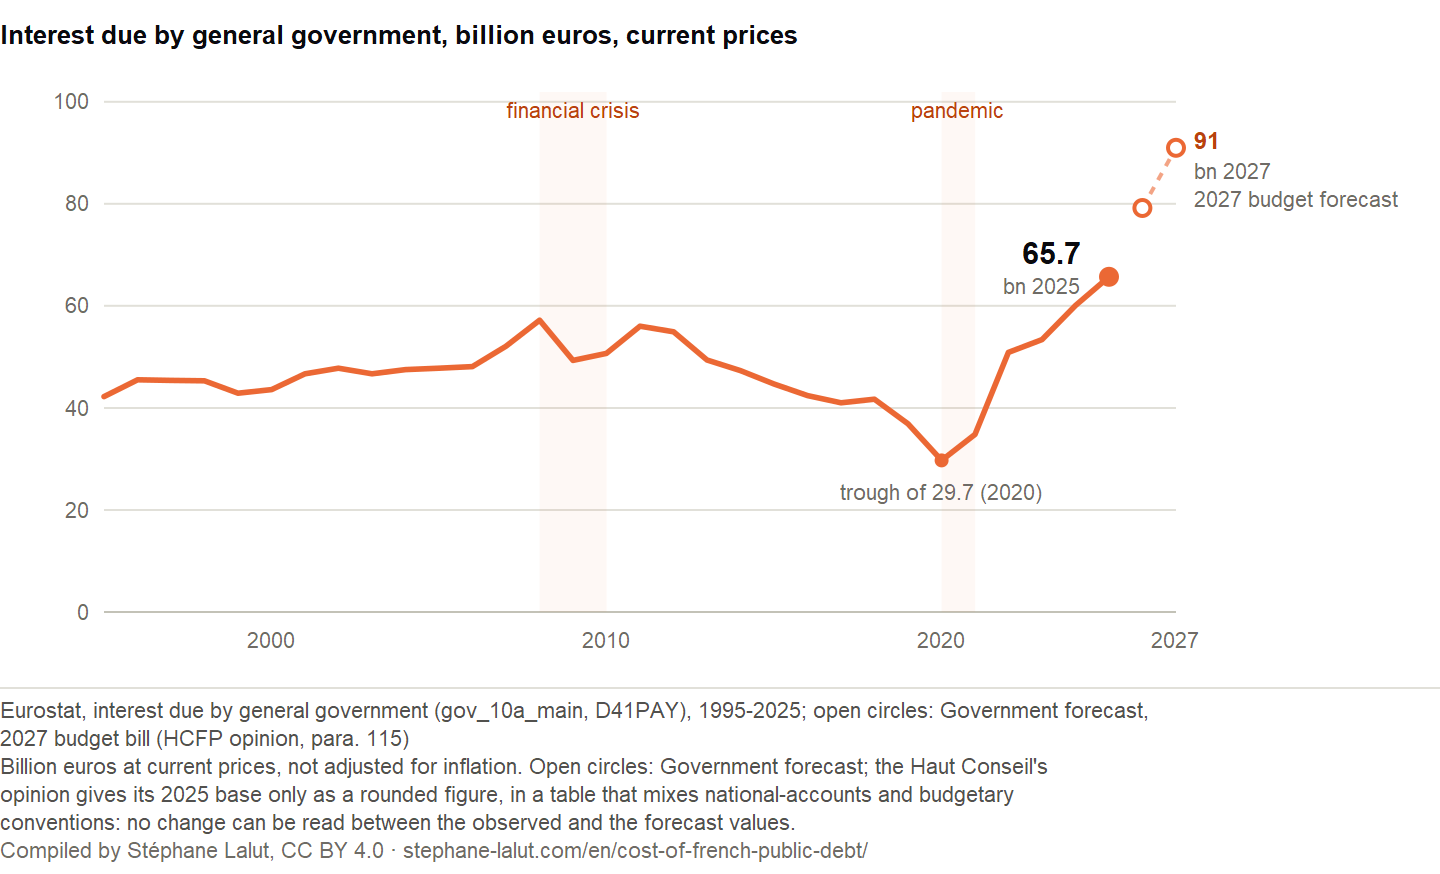 Interest due by general government, billion euros, current prices
100
financial crisis
pandemic
91
bn 2027
2027 budget forecast
80
65.7
bn 2025
60
40
trough of 29.7 (2020)
20
0
2000
2010
2020
2027
Eurostat, interest due by general government (gov_10a_main, D41PAY), 1995-2025; open circles: Government forecast,
2027 budget bill (HCFP opinion, para. 115)
Billion euros at current prices, not adjusted for inflation. Open circles: Government forecast; the Haut Conseil's
opinion gives its 2025 base only as a rounded figure, in a table that mixes national-accounts and budgetary
conventions: no change can be read between the observed and the forecast values.
Compiled by Stéphane Lalut, CC BY 4.0 · stephane-lalut.com/en/cost-of-french-public-debt/